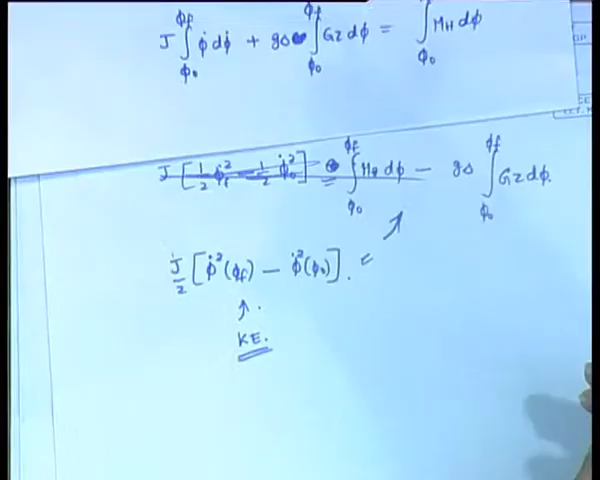 J ∫_{φ₀}^{φf} φ̇ dφ̇ + gΔ ∫_{φ₀}^{φf} Gz dφ = ∫_{φ₀} MH dφ
J [ 1/2 φ̇f² - 1/2 φ̇₀² ] = ∫_{φ₀}^{φf} MH dφ - gΔ ∫_{φ₀}^{φf} Gz dφ.
J/2 [ φ̇²(φf) - φ̇²(φ₀) ] . =
KE.